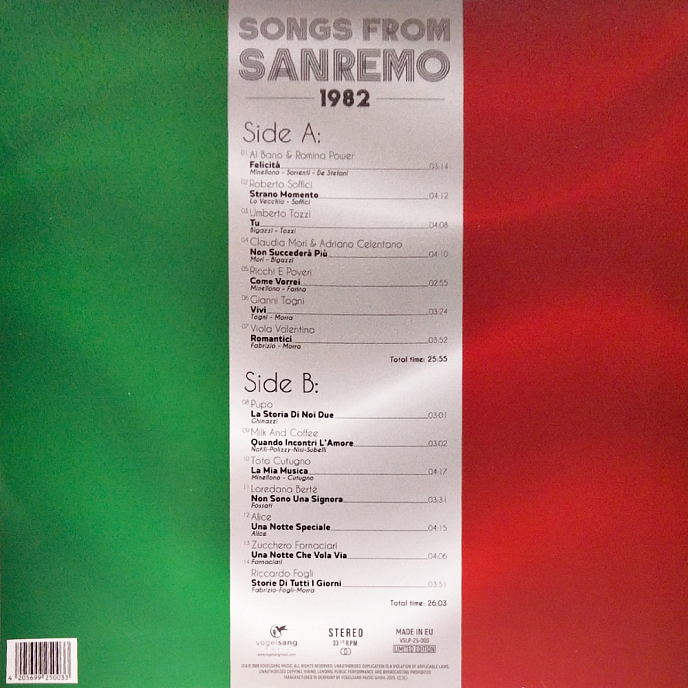 SONGS FROM
SANREMO
1982
Side A:
01 Al Bano & Romina Power
Felicità 03:14
Minellono - Sorrenti - De Stefani
02 Roberto Soffici
Strano Momento 04:12
Lo Vecchio - Soffici
03 Umberto Tozzi
Tu 04:08
Bigazzi - Tozzi
04 Claudia Mori & Adriano Celentano
Non Succederà Più 04:10
Mori - Bigazzi
05 Ricchi E Poveri
Come Vorrei 02:55
Minellono - Farina
06 Gianni Togni
Vivi 03:24
Togni - Morra
07 Viola Valentino
Romantici 03:52
Fabrizio - Morra
Total time: 25:55
Side B:
08 Pupo
La Storia Di Noi Due 03:01
Ghinazzi
09 Milk And Coffee
Quando Incontri L'Amore 03:02
Natili-Polizzy-Nisi-Subelli
10 Toto Cutugno
La Mia Musica 04:17
Minellono - Cutugno
11 Loredana Bertè
Non Sono Una Signora 03:31
Fossati
12 Alice
Una Notte Speciale 04:15
Alice
13 Zucchero Fornaciari
Una Notte Che Vola Via 04:06
14 Fornaciari
Riccardo Fogli
Storie Di Tutti I Giorni 03:51
Fabrizio-Fogli-Morra
Total time: 26:03
vogelsang
STEREO
33 1/3 RPM
MADE IN EU
VSLP-25-003
LIMITED EDITION
4 205699 250033